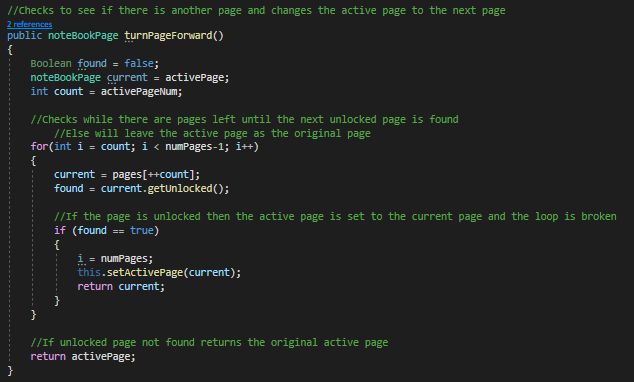 //Checks to see if there is another page and changes the active page to the next page
2 references
public noteBookPage turnPageForward()
{
    Boolean found = false;
    noteBookPage current = activePage;
    int count = activePageNum;

    //Checks while there are pages left until the next unlocked page is found
        //Else will leave the active page as the original page
    for(int i = count; i < numPages-1; i++)
    {
        current = pages[++count];
        found = current.getUnlocked();

        //If the page is unlocked then the active page is set to the current page and the loop is broken
        if (found == true)
        {
            i = numPages;
            this.setActivePage(current);
            return current;
        }
    }

    //If unlocked page not found returns the original active page
    return activePage;
}